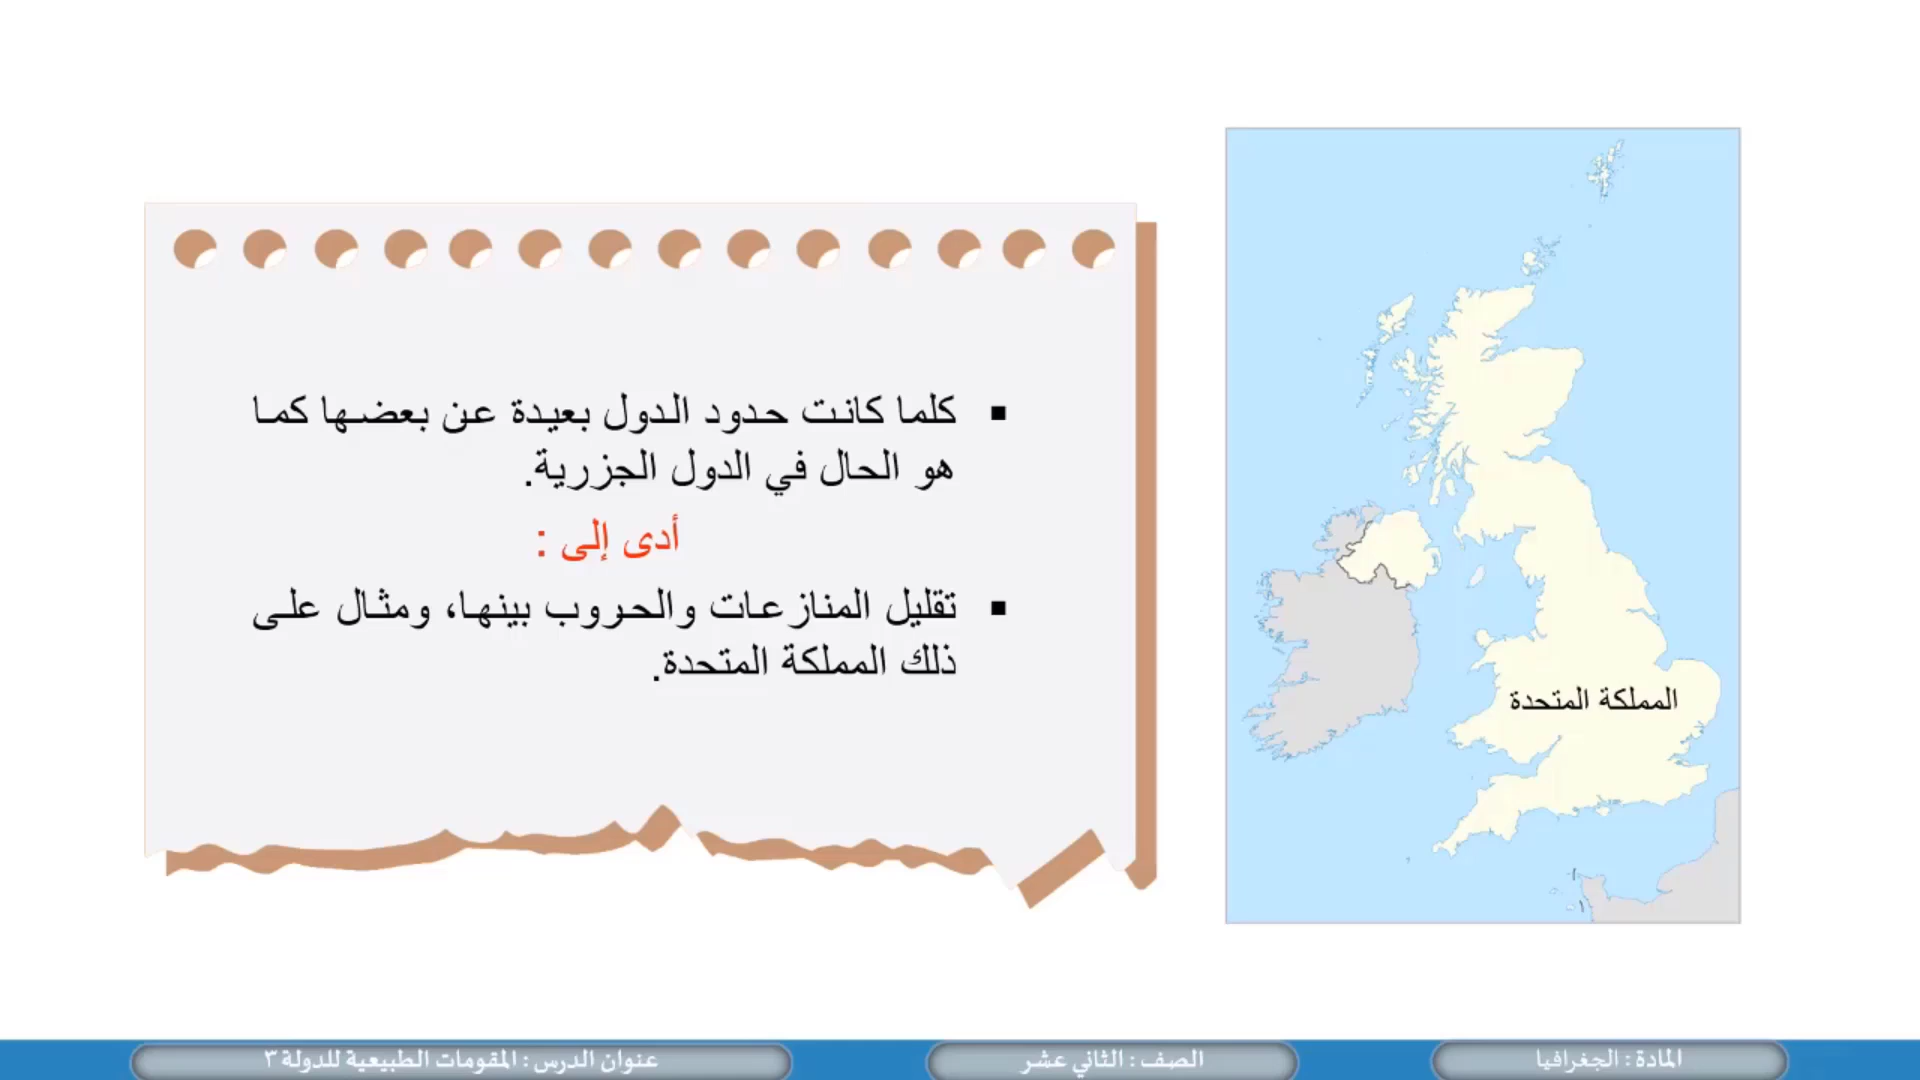 كلما كانت حدود الدول بعيدة عن بعضها كما
هو الحال في الدول الجزرية.
أدى إلى :
تقليل المنازعات والحروب بينها، ومثال على
ذلك المملكة المتحدة.
المملكة المتحدة
المادة : الجغرافيا
الصف : الثاني عشر
عنوان الدرس : المقومات الطبيعية للدولة ٣